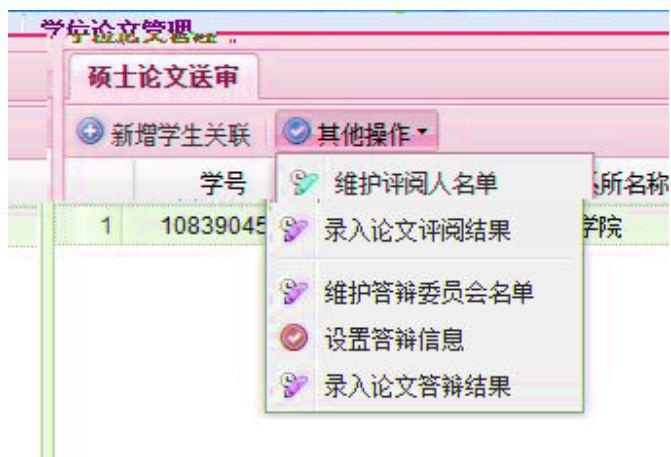 学位论文管理
硕士论文送审
新增学生关联 其他操作
学号 所名称
1 10839045 学院
维护评阅人名单
录入论文评阅结果
维护答辩委员会名单
设置答辩信息
录入论文答辩结果